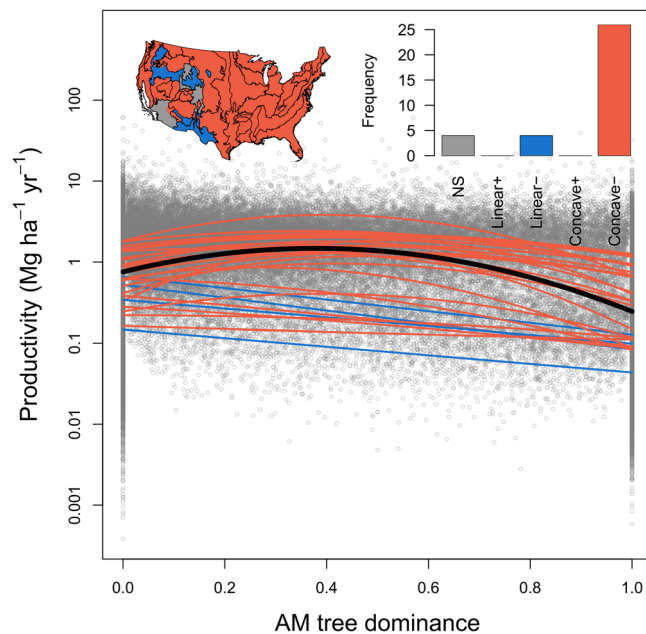 25
20
15
10
5
0
Frequency
NS
Linear+
Linear−
Concave+
Concave−
100
10
1
0.1
0.01
0.001
Productivity (Mg ha⁻¹ yr⁻¹)
0.0 0.2 0.4 0.6 0.8 1.0
AM tree dominance